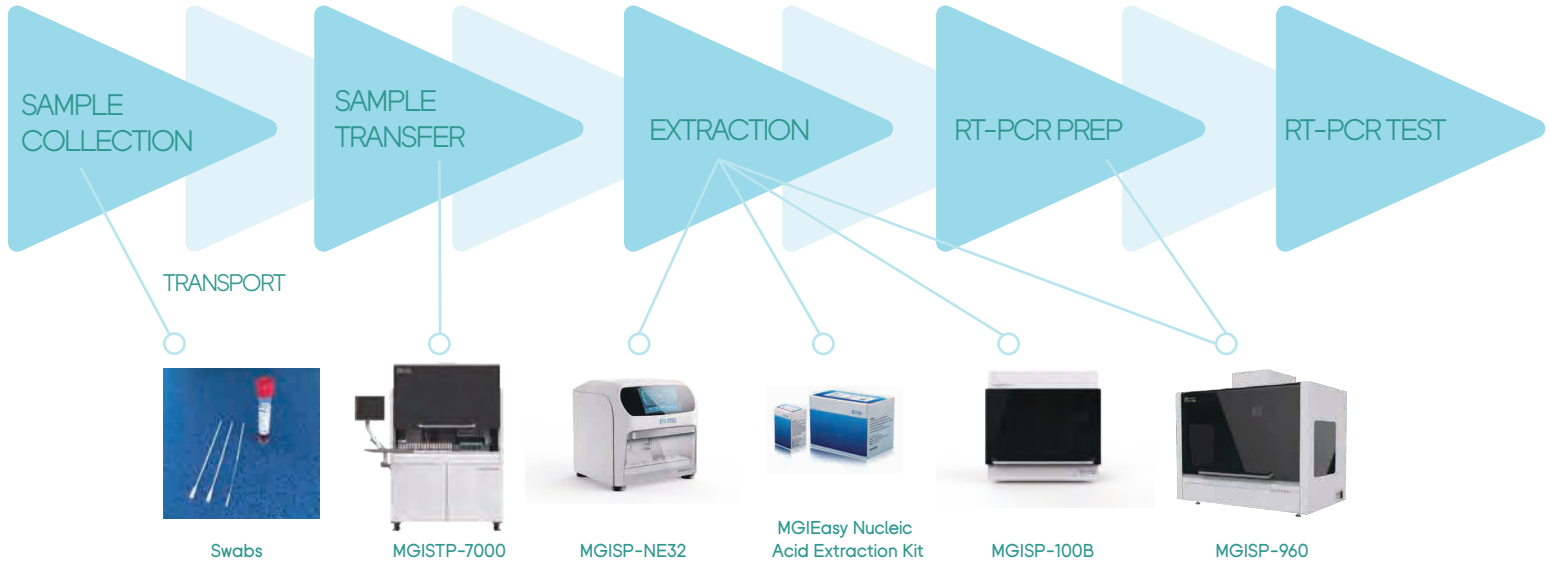 SAMPLE
COLLECTION
SAMPLE
TRANSFER
EXTRACTION
RT-PCR PREP
RT-PCR TEST
TRANSPORT
Swabs
MGISTP-7000
MGISP-NE32
MGIEasy Nucleic
Acid Extraction Kit
MGISP-100B
MGISP-960